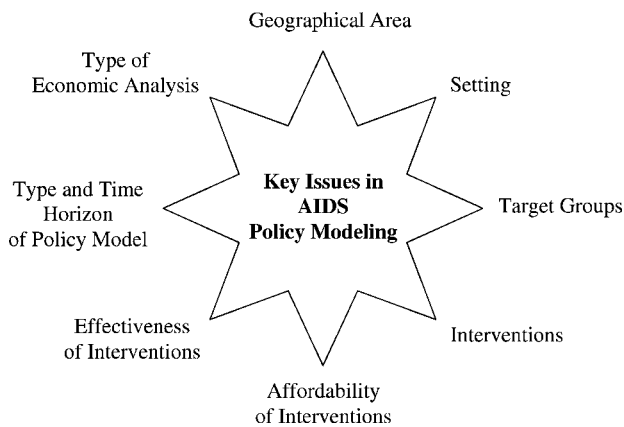 Geographical Area
Type of
Economic Analysis
Setting
Key Issues in
AIDS
Policy Modeling
Type and Time
Horizon
of Policy Model
Target Groups
Effectiveness
of Interventions
Interventions
Affordability
of Interventions